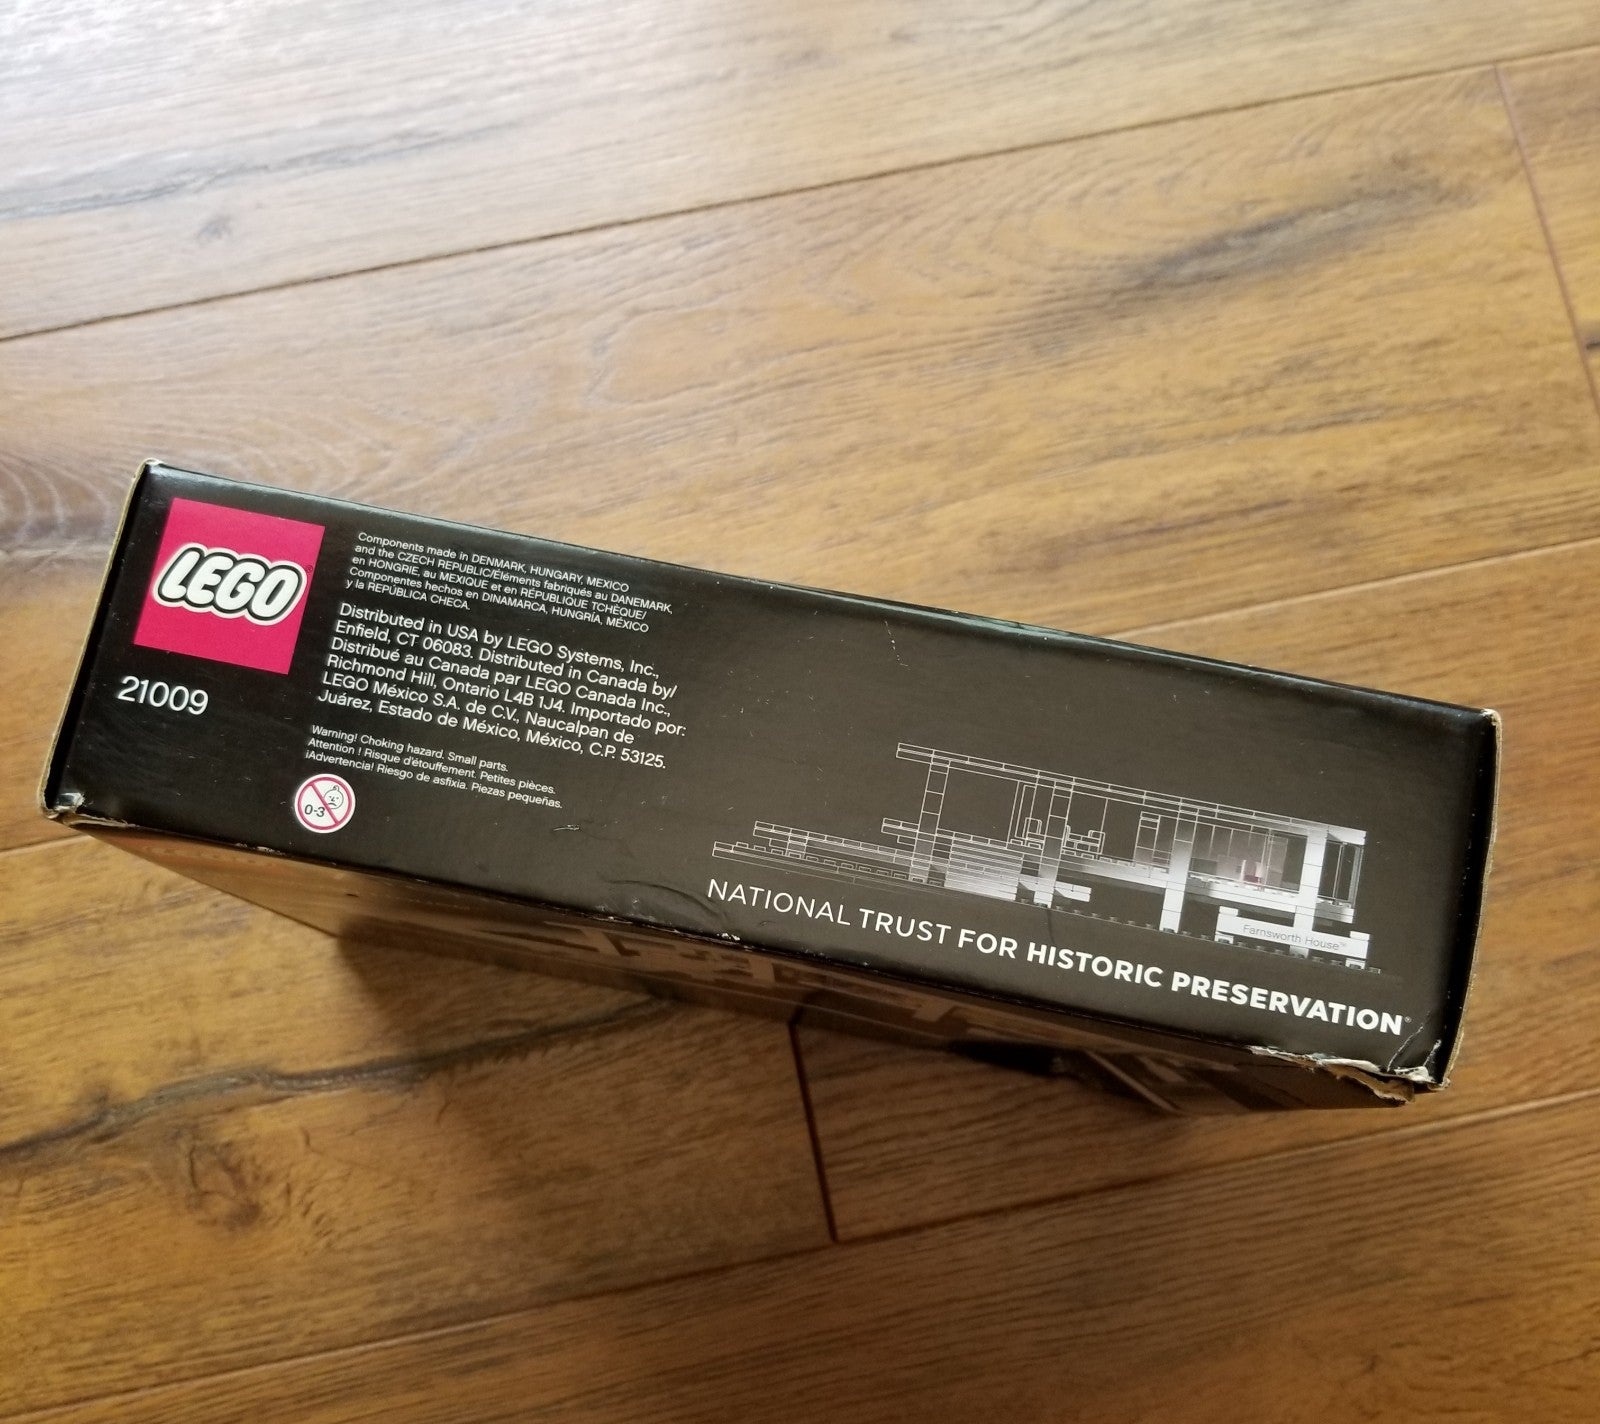 LEGO®
21009
Components made in DENMARK, HUNGARY, MEXICO
and the CZECH REPUBLIC/Éléments fabriqués au DANEMARK,
en HONGRIE, au MEXIQUE et en RÉPUBLIQUE TCHÈQUE/
Componentes hechos en DINAMARCA, HUNGRÍA, MÉXICO
y la REPÚBLICA CHECA.
Distributed in USA by LEGO Systems, Inc.,
Enfield, CT 06083. Distributed in Canada by/
Distribué au Canada par LEGO Canada Inc.,
Richmond Hill, Ontario L4B 1J4. Importado por:
LEGO México S.A. de C.V., Naucalpan de
Juárez, Estado de México, México, C.P. 53125.
Warning! Choking hazard. Small parts.
Attention ! Risque d'étouffement. Petites pièces.
¡Advertencia! Riesgo de asfixia. Piezas pequeñas.
0-3
Farnsworth House™
NATIONAL TRUST FOR HISTORIC PRESERVATION®